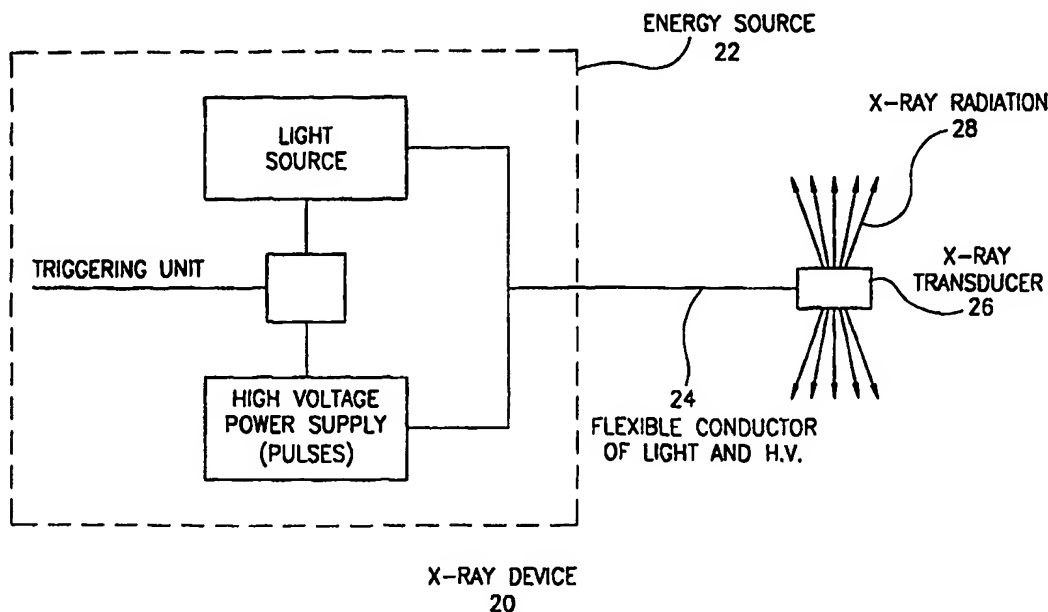 ENERGY SOURCE
22
X-RAY RADIATION
28
LIGHT
SOURCE
TRIGGERING UNIT
X-RAY
TRANSDUCER
26
HIGH VOLTAGE
POWER SUPPLY
(PULSES)
24
FLEXIBLE CONDUCTOR
OF LIGHT AND H.V.
X-RAY DEVICE
20